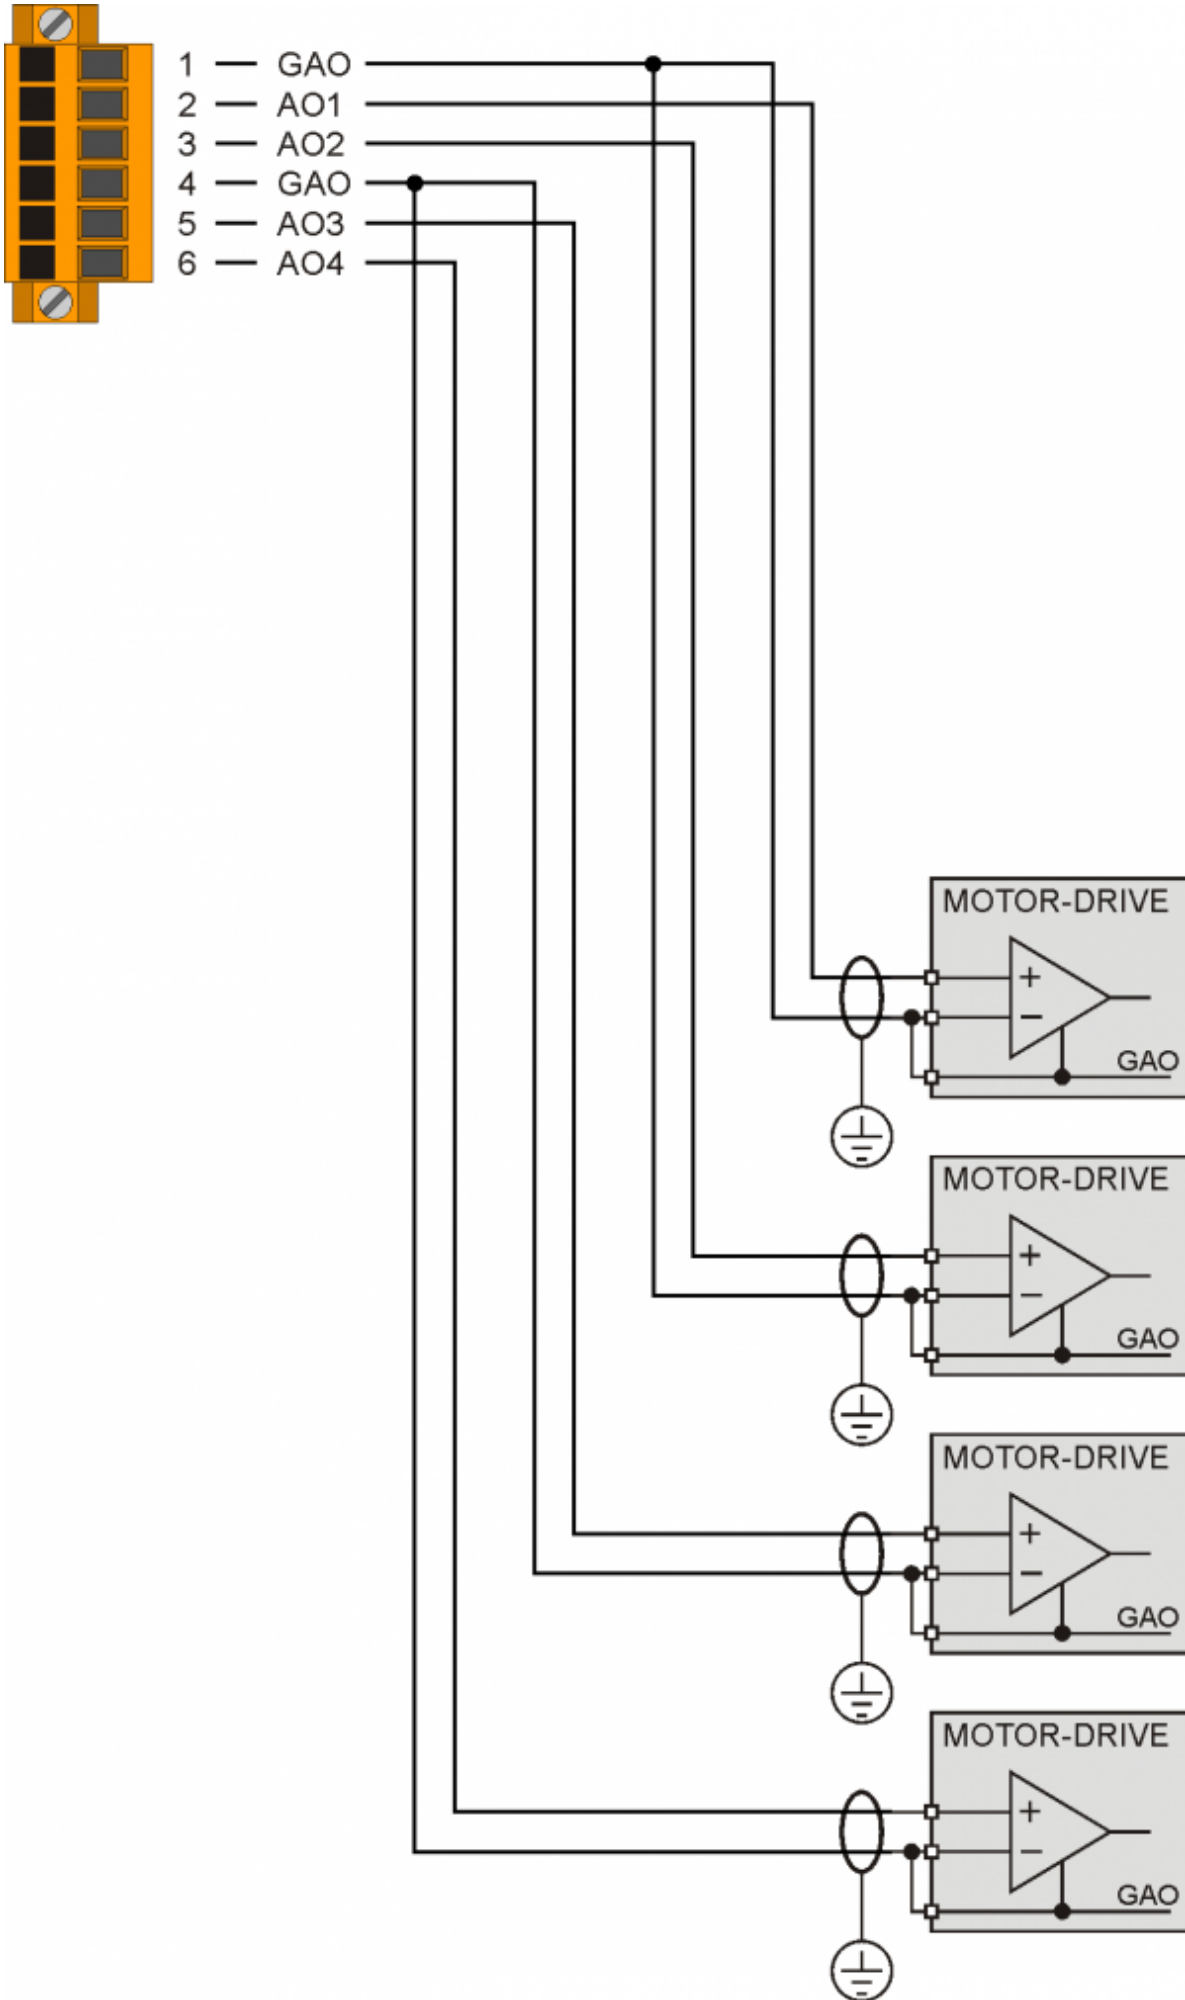 1 — GAO
2 — AO1
3 — AO2
4 — GAO
5 — AO3
6 — AO4
MOTOR-DRIVE
+
−
GAO
MOTOR-DRIVE
+
−
GAO
MOTOR-DRIVE
+
−
GAO
MOTOR-DRIVE
+
−
GAO